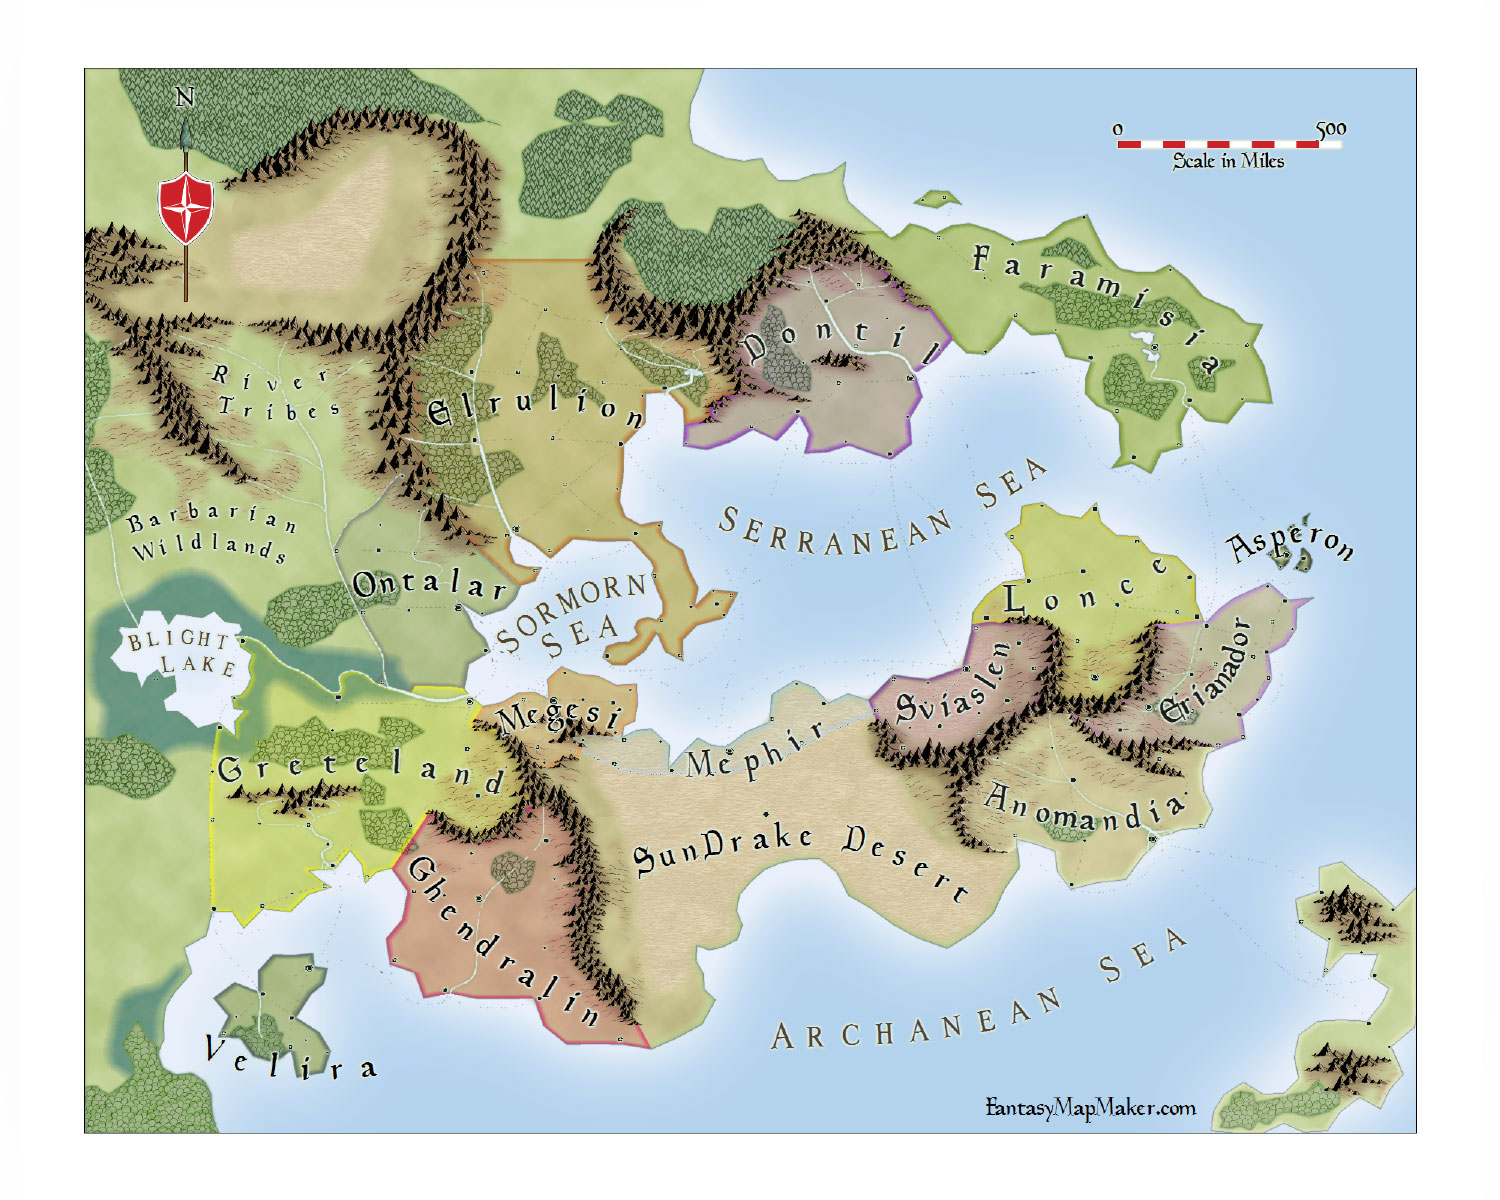 N
0 500
Scale in Miles
Faramisia
Dontil
River
Tribes
Elrulion
SERRANEAN SEA
Barbarian
Wildlands
Asperon
Ontalar
Lonce
SORMORN
SEA
BLIGHT
LAKE
Sviaslen
Erianador
Megesi
Mephir
Greteland
Anomandia
SunDrake Desert
Ghendralin
ARCHANEAN SEA
Velira
FantasyMapMaker.com